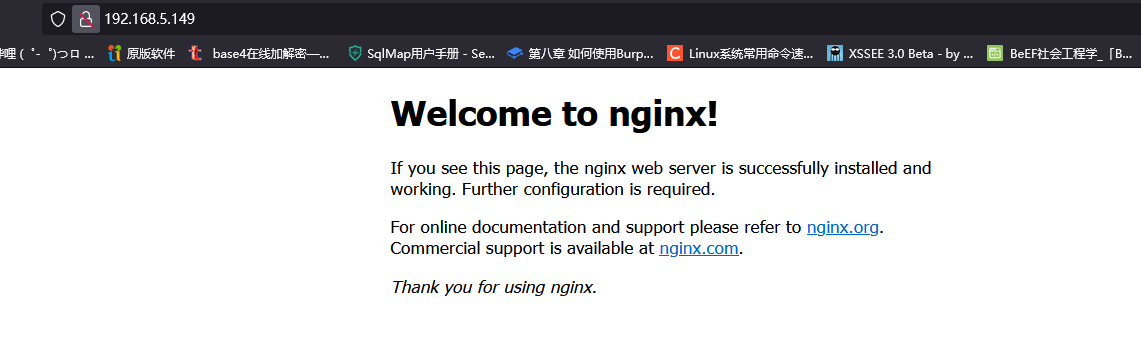 192.168.5.149
哔哩 ( ゜- ゜)つロ ... 原版软件 base4在线加解密—... SqlMap用户手册 - Se... 第八章 如何使用Burp... Linux系统常用命令速... XSSEE 3.0 Beta - by ... BeEF社会工程学_「B...
Welcome to nginx!
If you see this page, the nginx web server is successfully installed and
working. Further configuration is required.
For online documentation and support please refer to nginx.org.
Commercial support is available at nginx.com.
Thank you for using nginx.